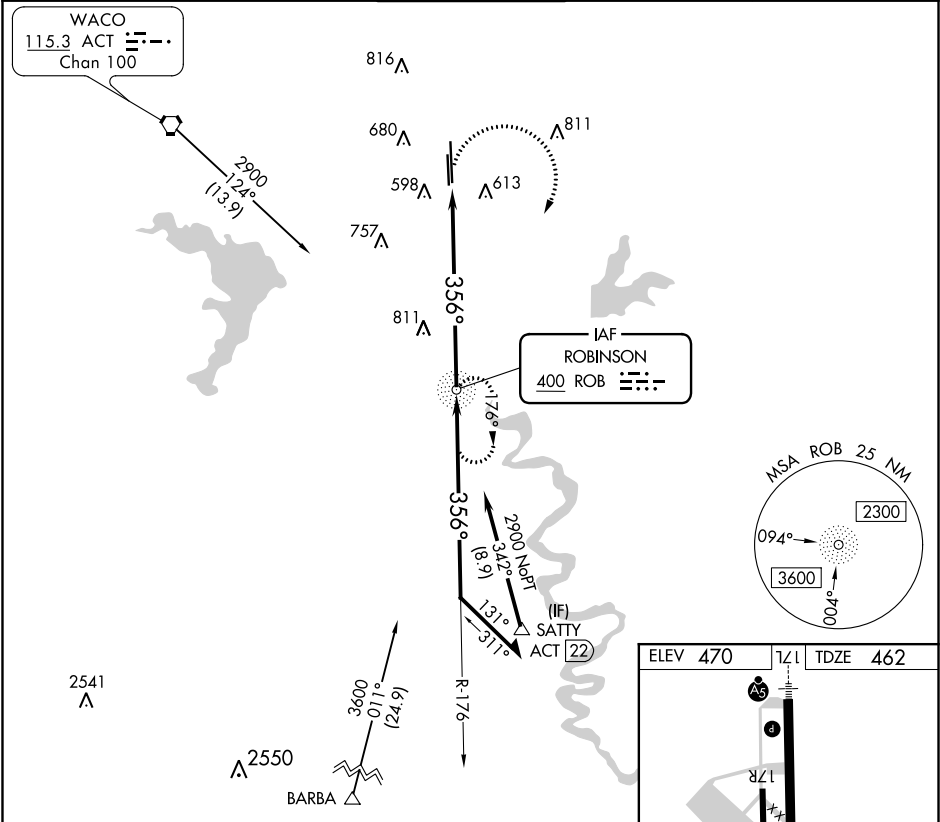 WACO
115.3 ACT
Chan 100
816
680
811
2900
124°
(13.9)
598
613
757
356°
811
IAF
ROBINSON
400 ROB
176°
MSA ROB 25 NM
2300
094°
3600
004°
356°
2900 NoPT
342°
(8.9)
131°
311°
(IF)
SATTY
ACT 22
ELEV 470
17L
TDZE 462
A5
P
17R
R-176
2541
3600
011°
(24.9)
2550
BARBA